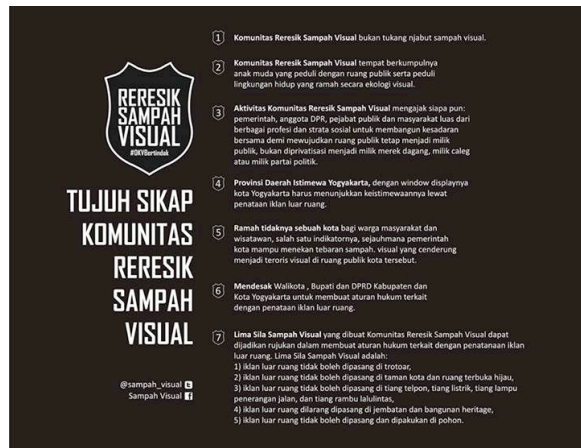 RERESIK
SAMPAH
VISUAL
#DKVBertindak
TUJUH SIKAP
KOMUNITAS
RERESIK
SAMPAH
VISUAL
@sampah_visual
Sampah Visual
1 Komunitas Reresik Sampah Visual bukan tukang njabut sampah visual.
2 Komunitas Reresik Sampah Visual tempat berkumpulnya
anak muda yang peduli dengan ruang publik serta peduli
lingkungan hidup yang ramah secara ekologi visual.
3 Aktivitas Komunitas Reresik Sampah Visual mengajak siapa pun:
pemerintah, anggota DPR, pejabat publik dan masyarakat luas dari
berbagai profesi dan strata sosial untuk membangun kesadaran
bersama demi mewujudkan ruang publik tetap menjadi milik
publik, bukan diprivatisasi menjadi milik merek dagang, milik caleg
atau milik partai politik.
4 Provinsi Daerah Istimewa Yogyakarta, dengan window displaynya
kota Yogyakarta harus menunjukkan keistimewaannya lewat
penataan iklan luar ruang.
5 Ramah tidaknya sebuah kota bagi warga masyarakat dan
wisatawan, salah satu indikatornya, sejauhmana pemerintah
kota mampu menekan tebaran sampah. visual yang cenderung
menjadi teroris visual di ruang publik kota tersebut.
6 Mendesak Walikota , Bupati dan DPRD Kabupaten dan
Kota Yogyakarta untuk membuat aturan hukum terkait
dengan penataan iklan luar ruang.
7 Lima Sila Sampah Visual yang dibuat Komunitas Reresik Sampah Visual dapat
dijadikan rujukan dalam membuat aturan hukum terkait dengan penatanaan iklan
luar ruang. Lima Sila Sampah Visual adalah:
1) iklan luar ruang tidak boleh dipasang di trotoar,
2) iklan luar ruang tidak boleh dipasang di taman kota dan ruang terbuka hijau,
3) iklan luar ruang tidak boleh dipasang di tiang telpon, tiang listrik, tiang lampu
penerangan jalan, dan tiang rambu lalulintas,
4) iklan luar ruang dilarang dipasang di jembatan dan bangunan heritage,
5) iklan luar ruang tidak boleh dipasang dan dipakukan di pohon.